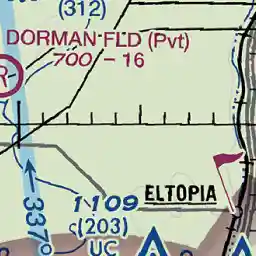 (312)
DORMAN FLD (Pvt)
R
700 - 16
ELTOPIA
1109
(203)
UC
337°